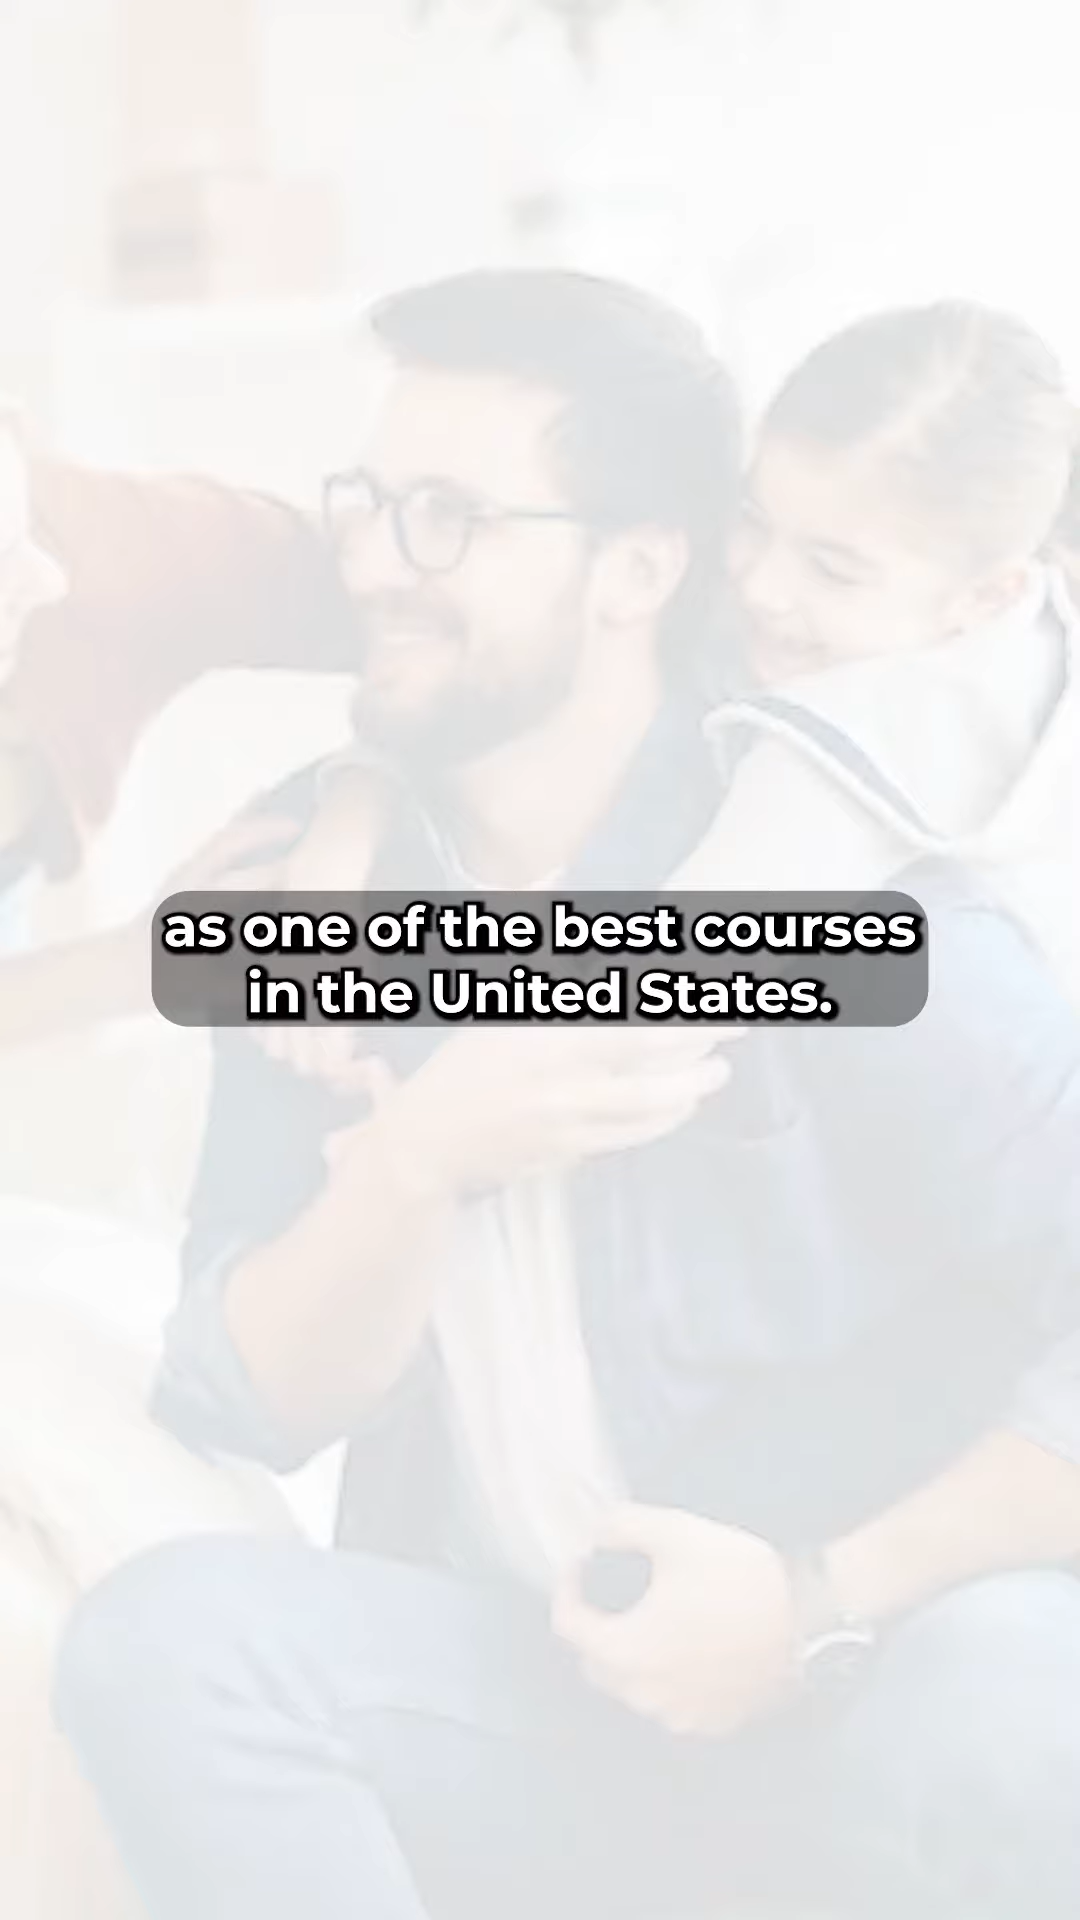 as one of the best courses
in the United States.